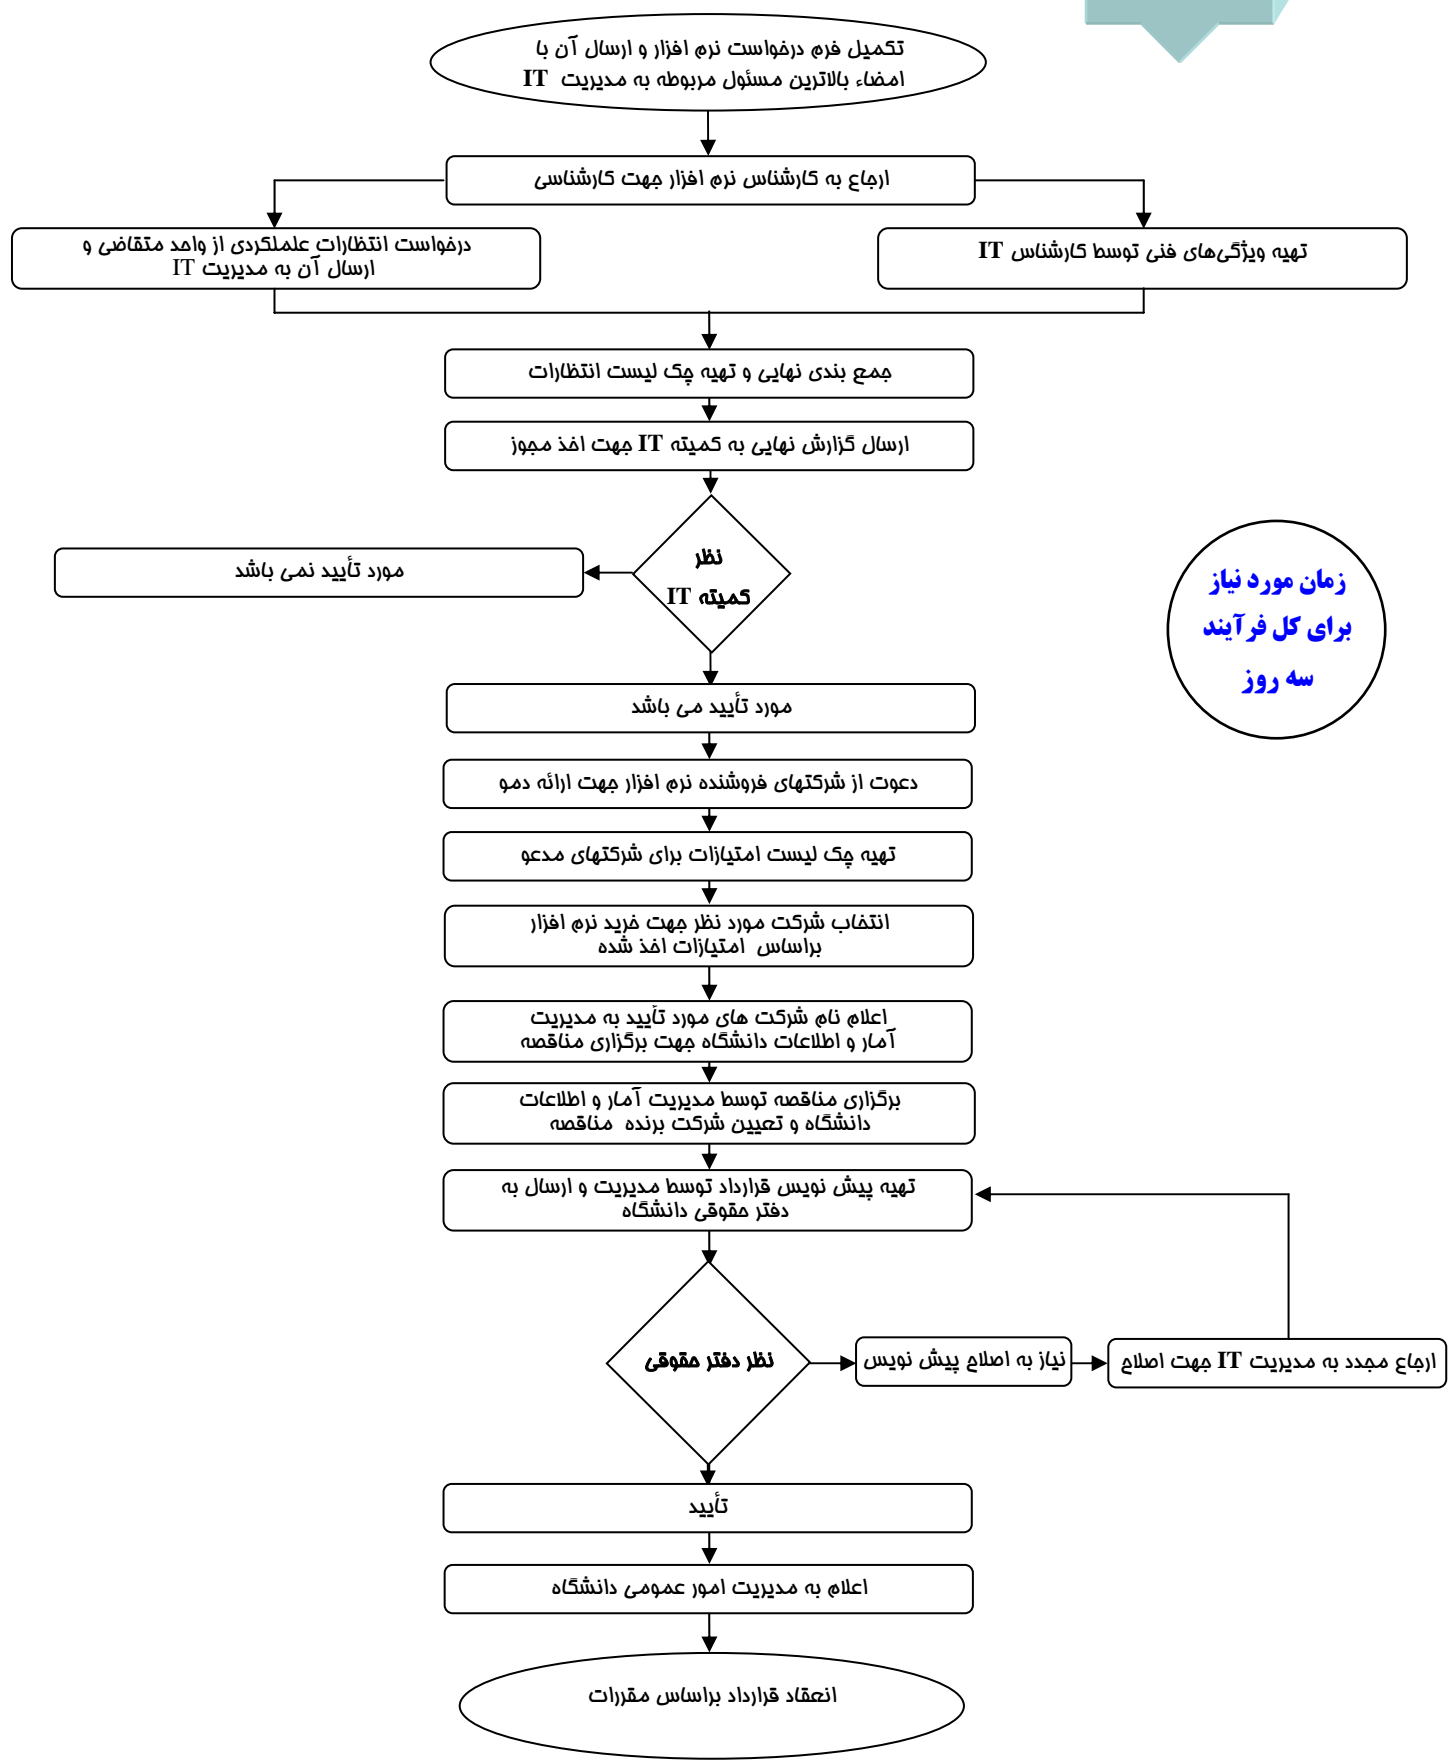 تکمیل فرم درخواست نرم افزار و ارسال آن با
امضاء بالاترین مسئول مربوطه به مدیریت IT
ارجاع به کارشناس نرم افزار جهت کارشناسی
تهیه ویژگی‌های فنی توسط کارشناس IT
درخواست انتظارات علملکردی از واحد متقاضی و
ارسال آن به مدیریت IT
جمع بندی نهایی و تهیه چک لیست انتظارات
ارسال گزارش نهایی به کمیته IT جهت اخذ مجوز
نظر
کمیته IT
مورد تأیید نمی باشد
زمان مورد نیاز
برای کل فرآیند
سه روز
مورد تأیید می باشد
دعوت از شرکتهای فروشنده نرم افزار جهت ارائه دمو
تهیه چک لیست امتیازات برای شرکتهای مدعو
انتخاب شرکت مورد نظر جهت خرید نرم افزار
براساس امتیازات اخذ شده
اعلام نام شرکت های مورد تأیید به مدیریت
آمار و اطلاعات دانشگاه جهت برگزاری مناقصه
برگزاری مناقصه توسط مدیریت آمار و اطلاعات
دانشگاه و تعیین شرکت برنده مناقصه
تهیه پیش نویس قرارداد توسط مدیریت و ارسال به
دفتر حقوقی دانشگاه
نظر دفتر حقوقی
نیاز به اصلاح پیش نویس
ارجاع مجدد به مدیریت IT جهت اصلاح
تأیید
اعلام به مدیریت امور عمومی دانشگاه
انعقاد قرارداد براساس مقررات